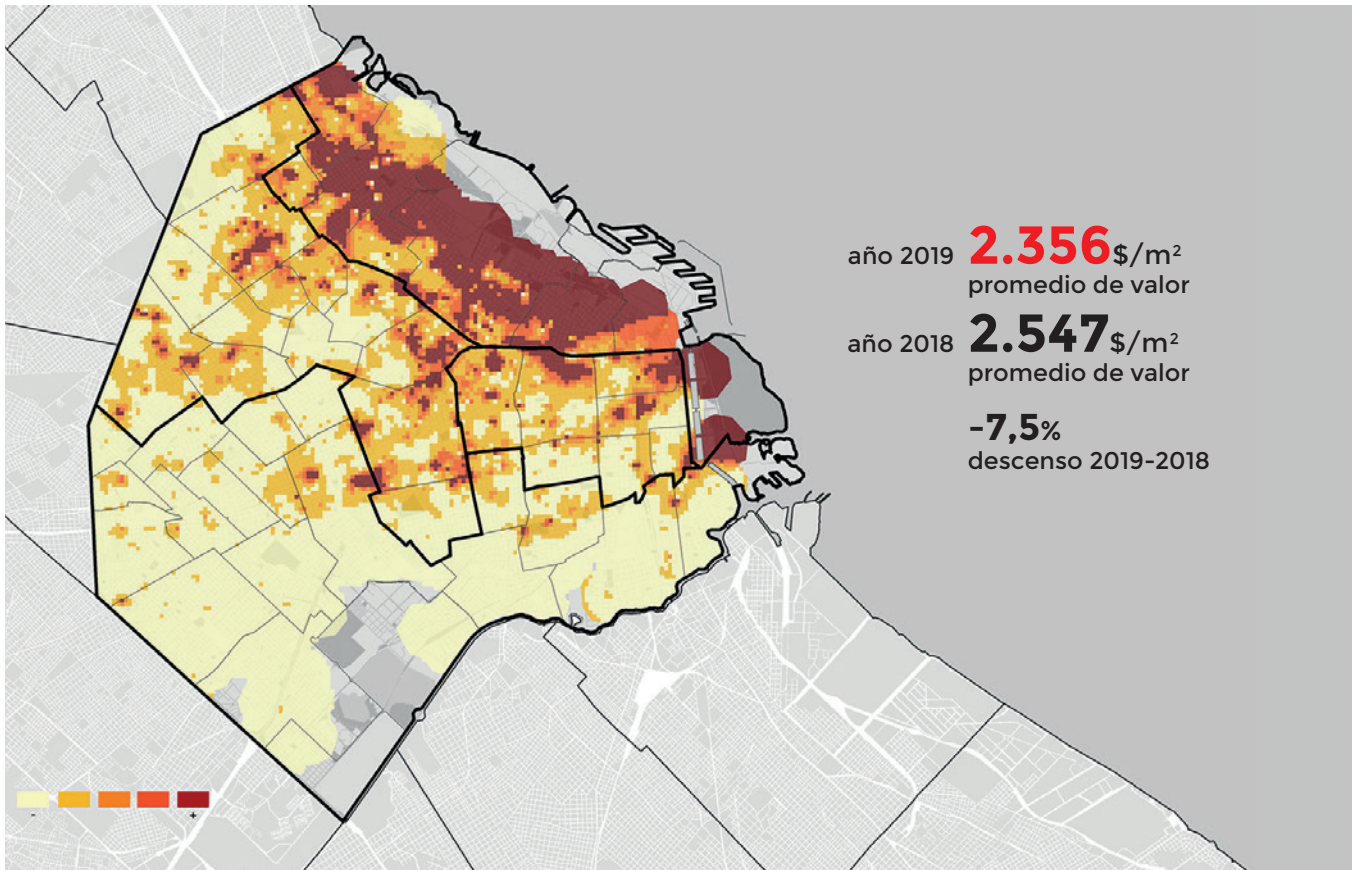 año 2019 2.356$/m²
promedio de valor
año 2018 2.547$/m²
promedio de valor
-7,5%
descenso 2019-2018
- +